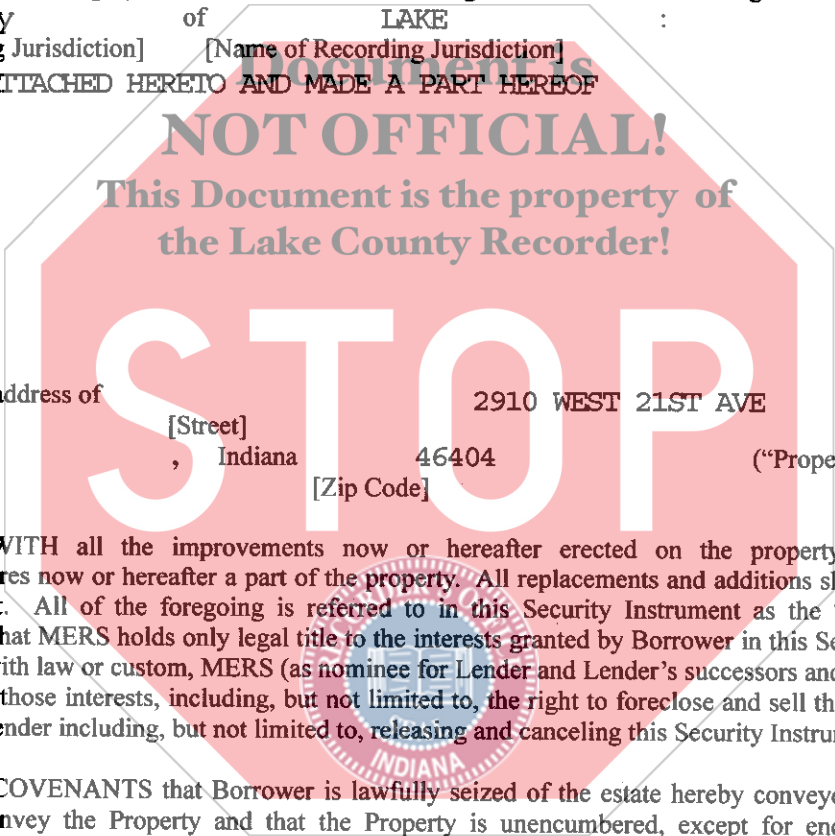 of LAKE :
Jurisdiction] [Name of Recording Jurisdiction]
ATTACHED HERETO AND MADE A PART HEREOF
Document is
NOT OFFICIAL!
This Document is the property of
the Lake County Recorder!
STOP
address of 2910 WEST 21ST AVE
[Street]
, Indiana 46404 ("Prope
[Zip Code]
WITH all the improvements now or hereafter erected on the property
res now or hereafter a part of the property. All replacements and additions sl
. All of the foregoing is referred to in this Security Instrument as the
hat MERS holds only legal title to the interests granted by Borrower in this Se
ith law or custom, MERS (as nominee for Lender and Lender's successors and
those interests, including, but not limited to, the right to foreclose and sell th
ender including, but not limited to, releasing and canceling this Security Instrur
INDIANA
COVENANTS that Borrower is lawfully seized of the estate hereby conveye
nvey the Property and that the Property is unencumbered, except for en